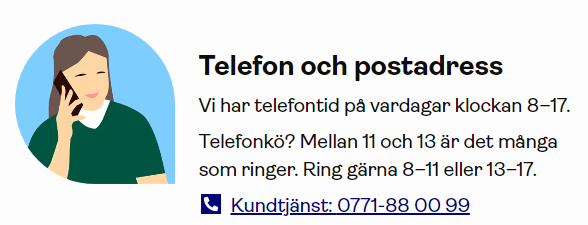 Telefon och postadress
Vi har telefontid på vardagar klockan 8–17.
Telefonkö? Mellan 11 och 13 är det många
som ringer. Ring gärna 8–11 eller 13–17.
Kundtjänst: 0771-88 00 99